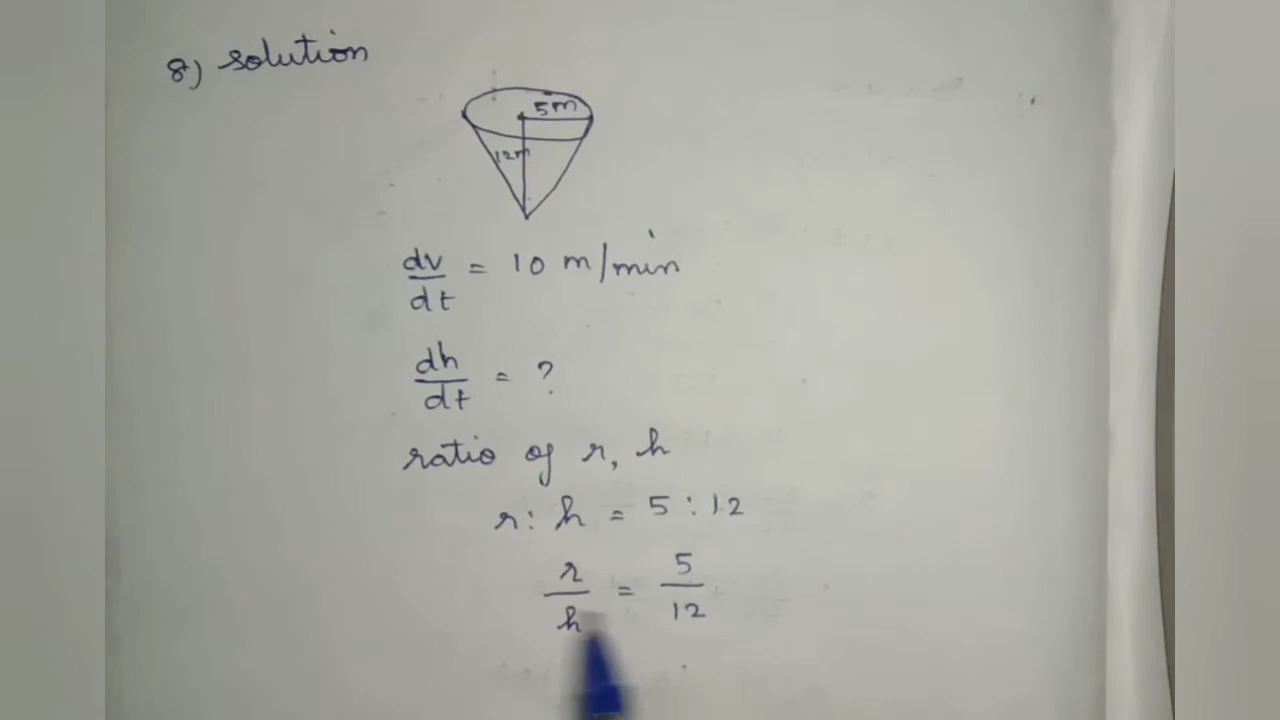 8) solution
5m
12m
dv/dt = 10 m/min
dh/dt = ?
ratio of r, h
r: h = 5:12
r/h = 5/12